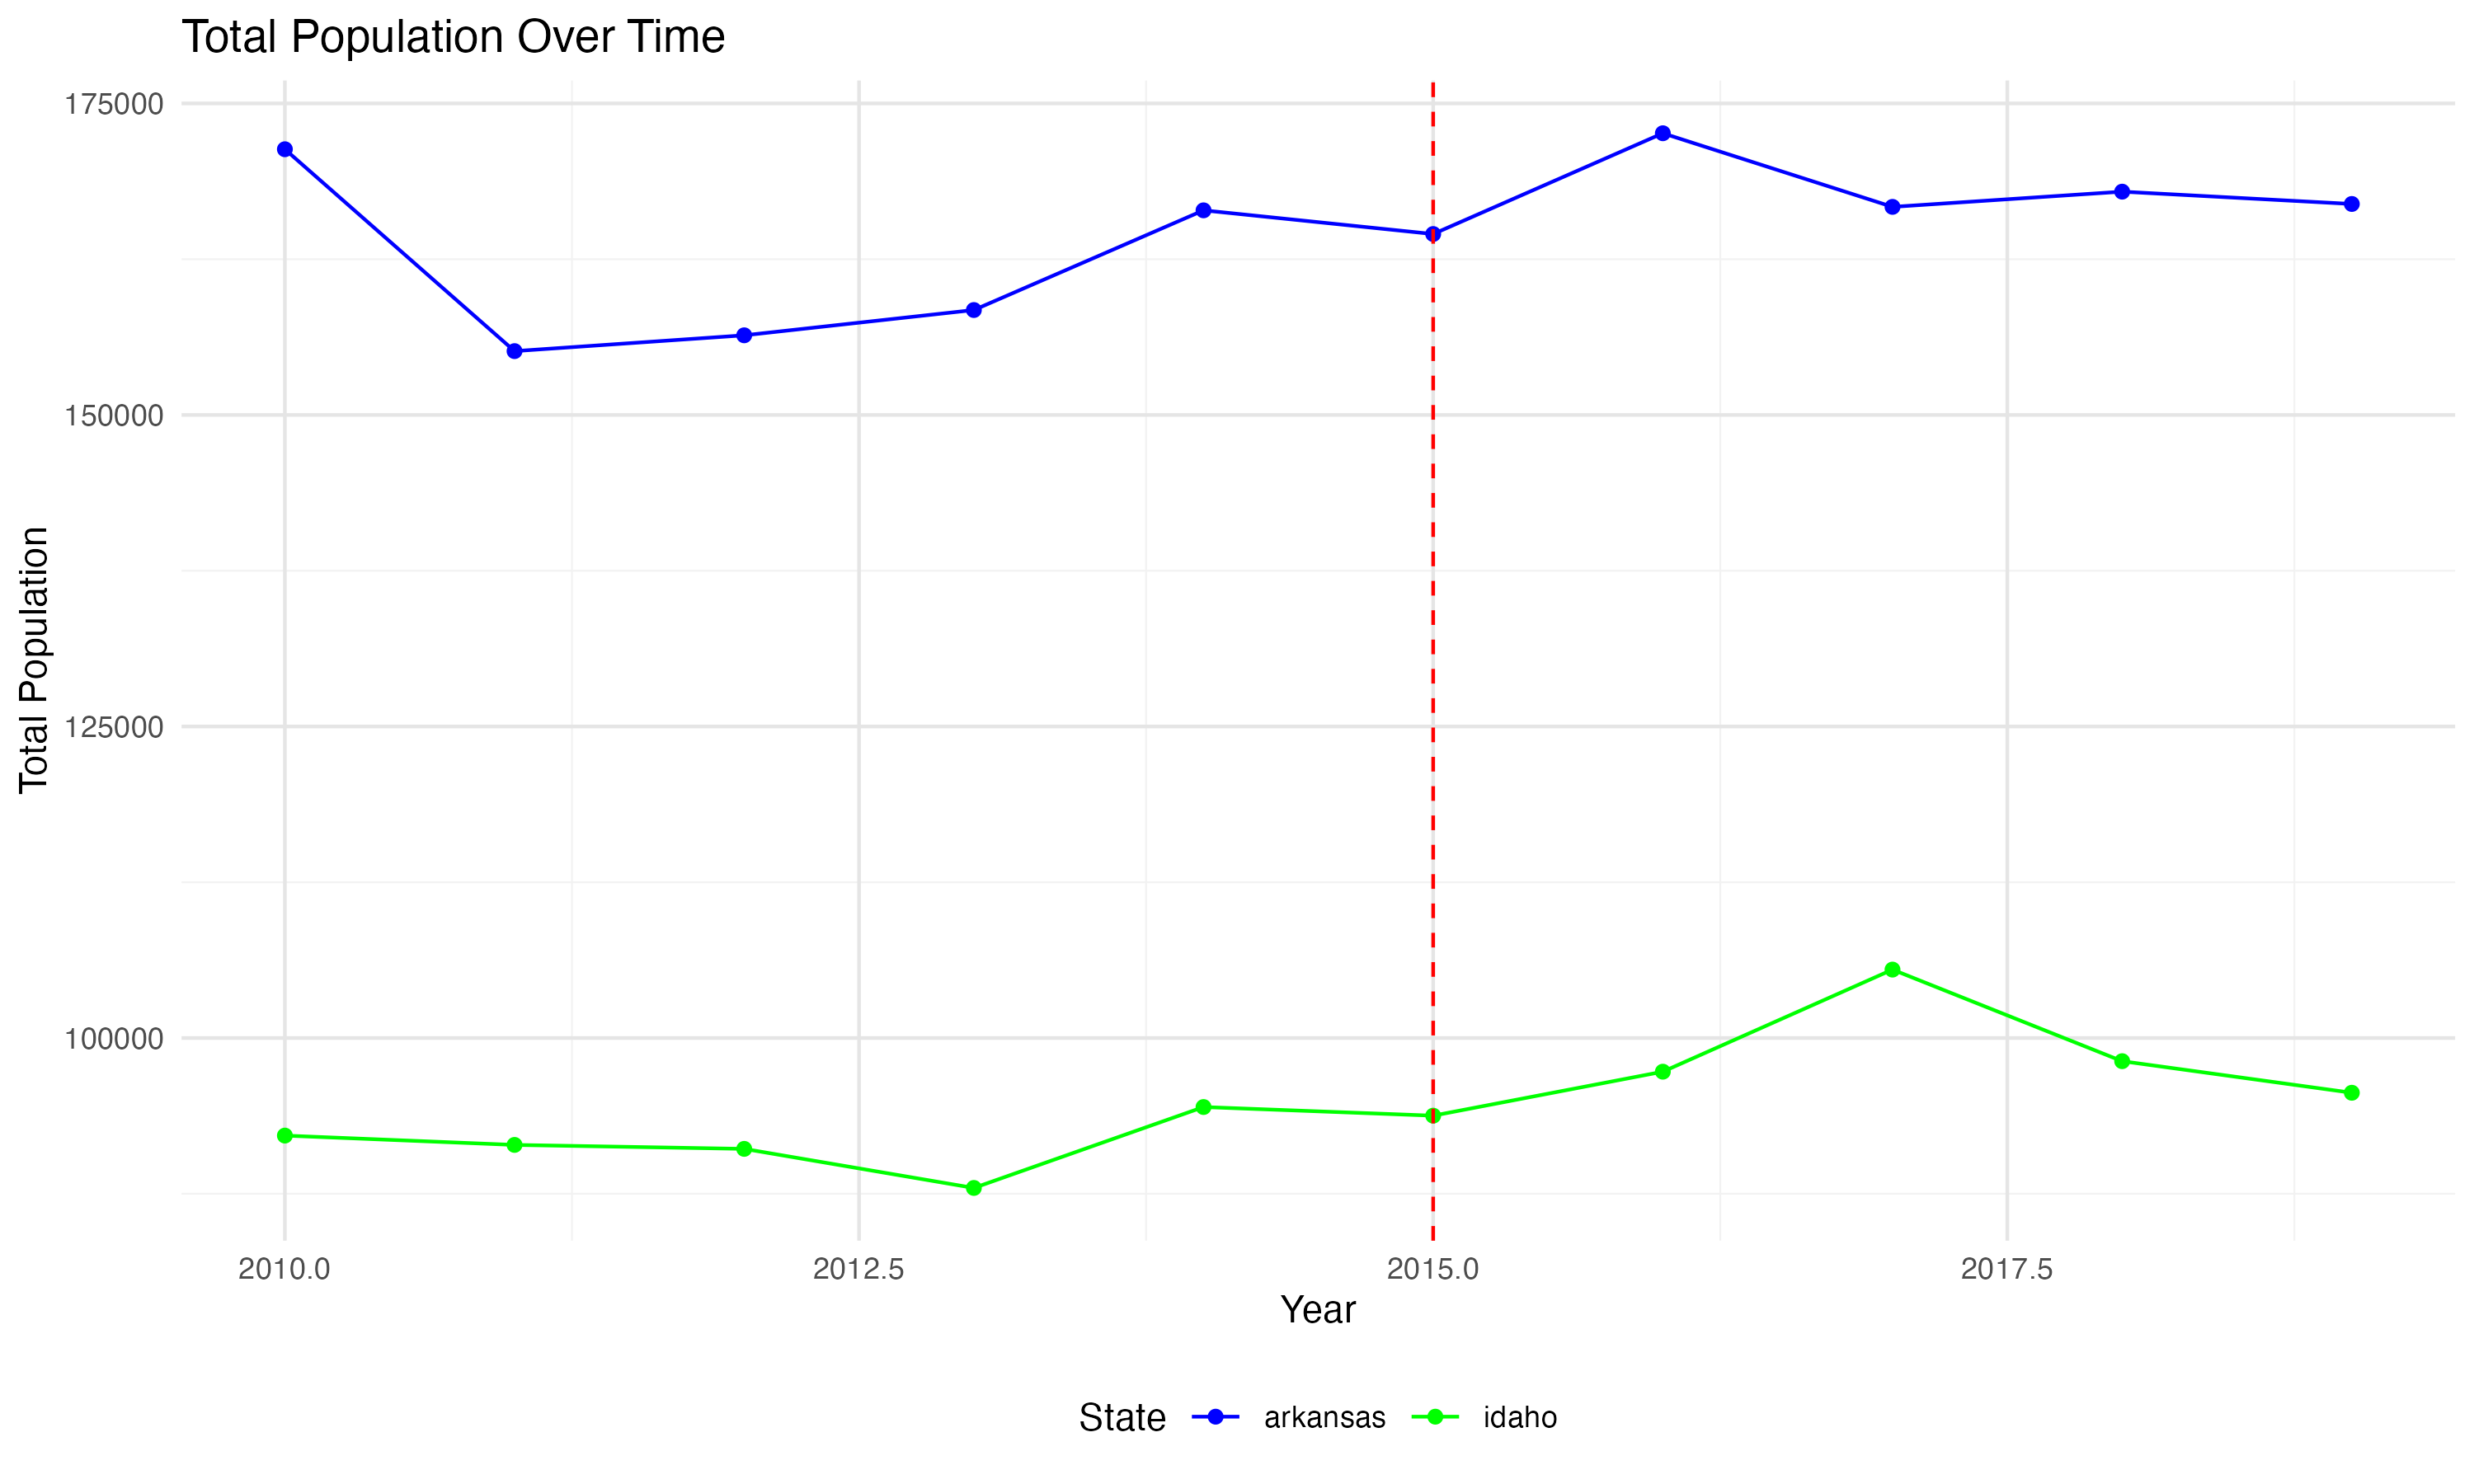 Total Population Over Time
Total Population
175000
150000
125000
100000
2010.0 2012.5 2015.0 2017.5
Year
State arkansas idaho